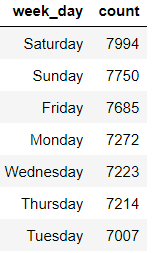 week_day count
Saturday 7994
Sunday 7750
Friday 7685
Monday 7272
Wednesday 7223
Thursday 7214
Tuesday 7007